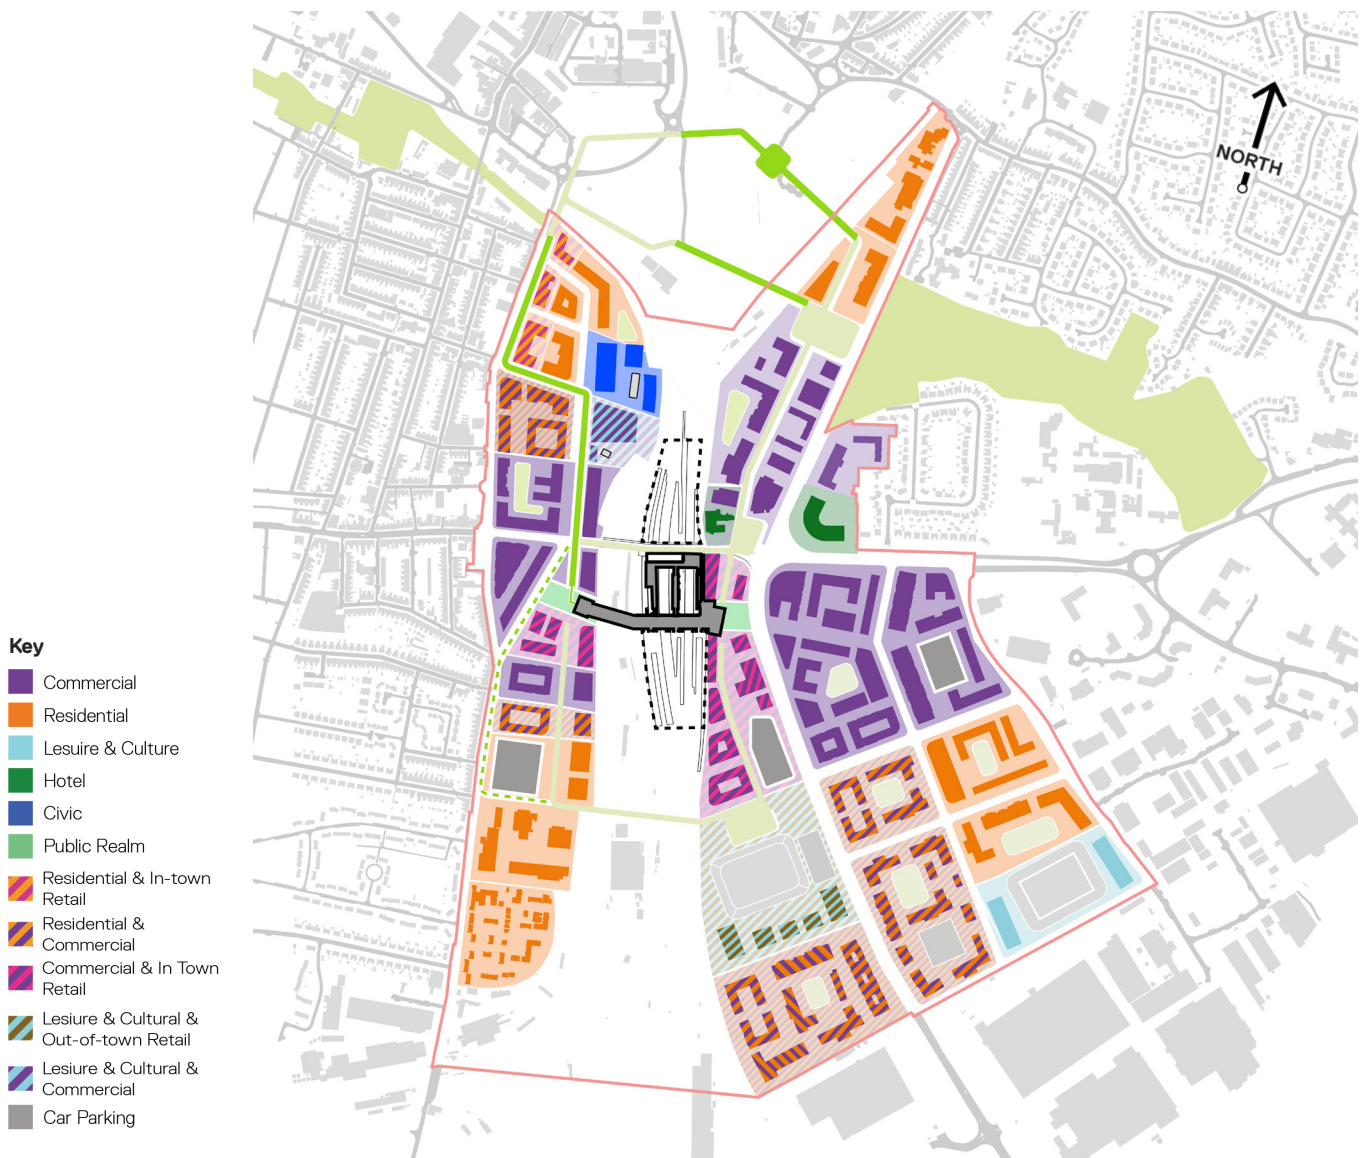 NORTH
Key
Commercial
Residential
Lesuire & Culture
Hotel
Civic
Public Realm
Residential & In-town
Retail
Residential &
Commercial
Commercial & In Town
Retail
Lesiure & Cultural &
Out-of-town Retail
Lesiure & Cultural &
Commercial
Car Parking